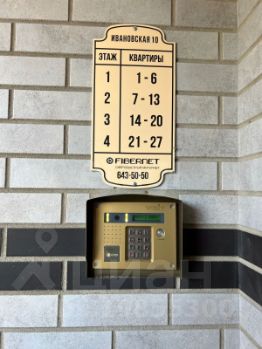 ИВАНОВСКАЯ 10
ЭТАЖ КВАРТИРЫ
1 1 - 6
2 7 - 13
3 14 - 20
4 21 - 27
FIBERNET
643-50-50
циан